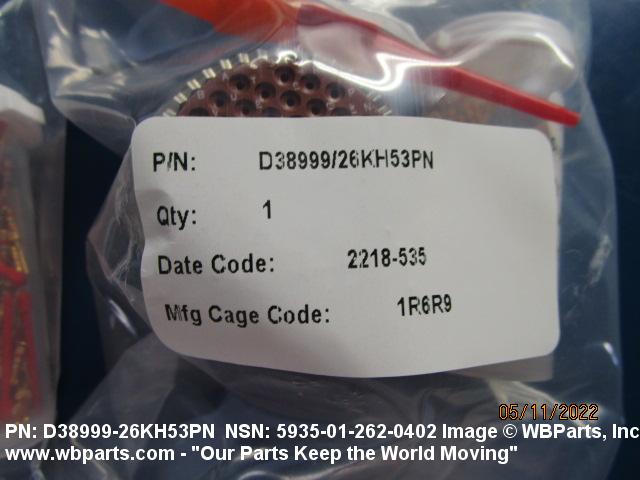 P/N: D38999/26KH53PN
Qty: 1
Date Code: 2218-535
Mfg Cage Code: 1R6R9
05/11/2022
PN: D38999-26KH53PN NSN: 5935-01-262-0402 Image © WBParts, Inc
www.wbparts.com - "Our Parts Keep the World Moving"